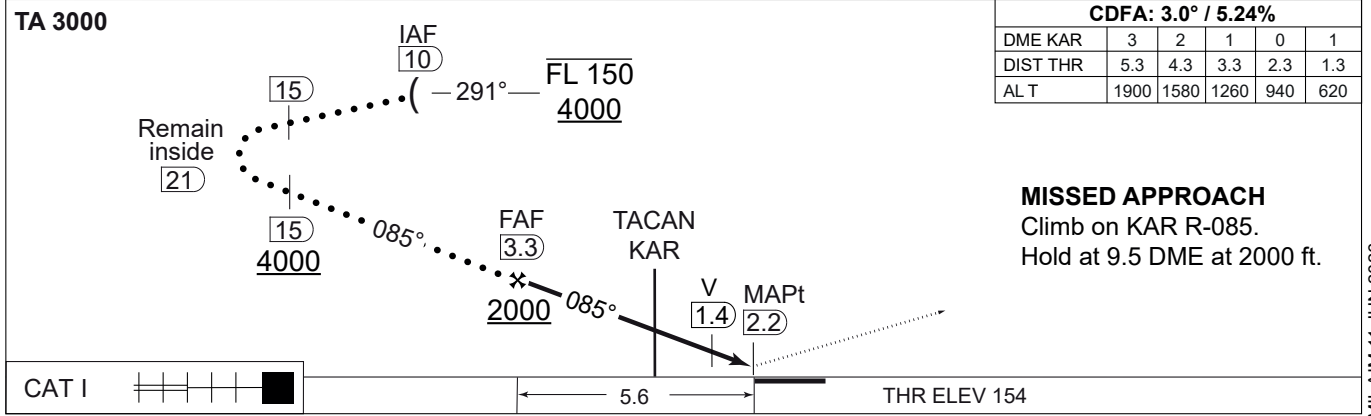 TA 3000
CDFA: 3.0° / 5.24%
DME KAR 3 2 1 0 1
DIST THR 5.3 4.3 3.3 2.3 1.3
ALT 1900 1580 1260 940 620
IAF
10
291°
FL 150
4000
15
Remain
inside
21
15
4000
085°
FAF
3.3
2000
085°
TACAN
KAR
V
1.4
MAPt
2.2
MISSED APPROACH
Climb on KAR R-085.
Hold at 9.5 DME at 2000 ft.
CAT I
5.6
THR ELEV 154